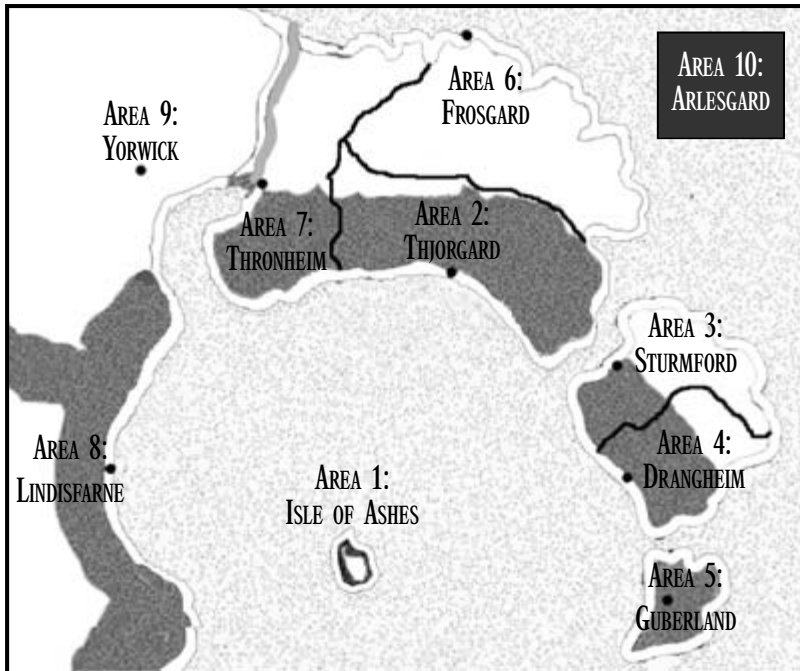 Area 10:
Arlesgard
Area 6:
Frosgard
Area 9:
Yorwick
Area 2:
Thjorgard
Area 7:
Thronheim
Area 3:
Sturmford
Area 8:
Lindisfarne
Area 4:
Drangheim
Area 1:
Isle of Ashes
Area 5:
Guberland